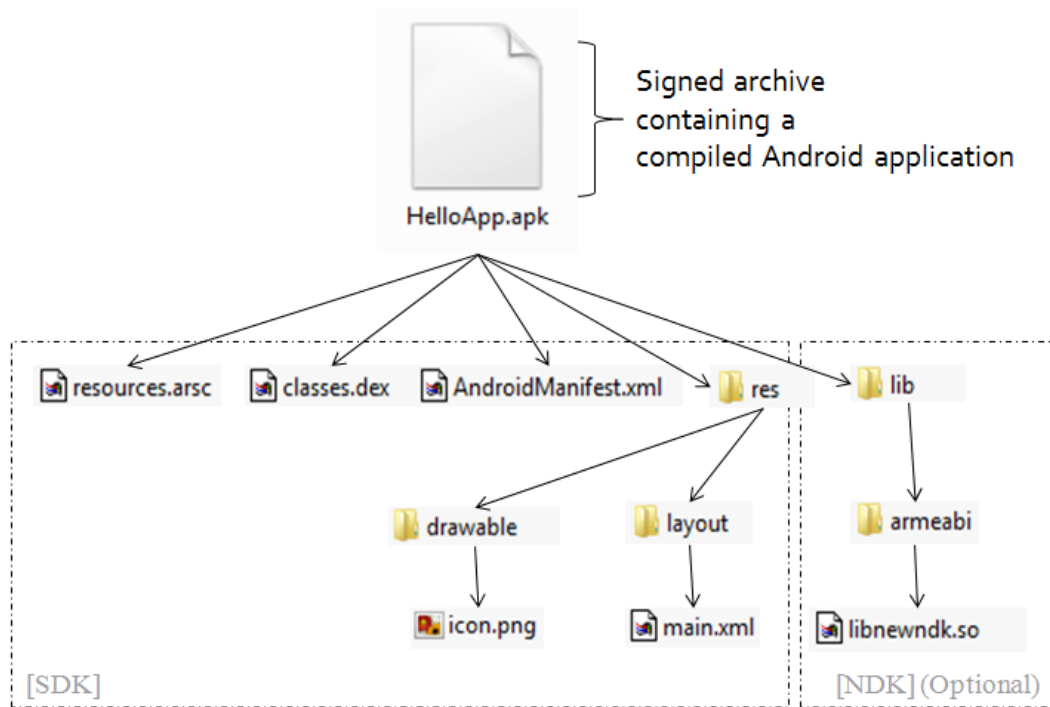 Signed archive
containing a
compiled Android application
HelloApp.apk
resources.arsc
classes.dex
AndroidManifest.xml
res
lib
drawable
layout
armeabi
icon.png
main.xml
libnewndk.so
[SDK]
[NDK] (Optional)